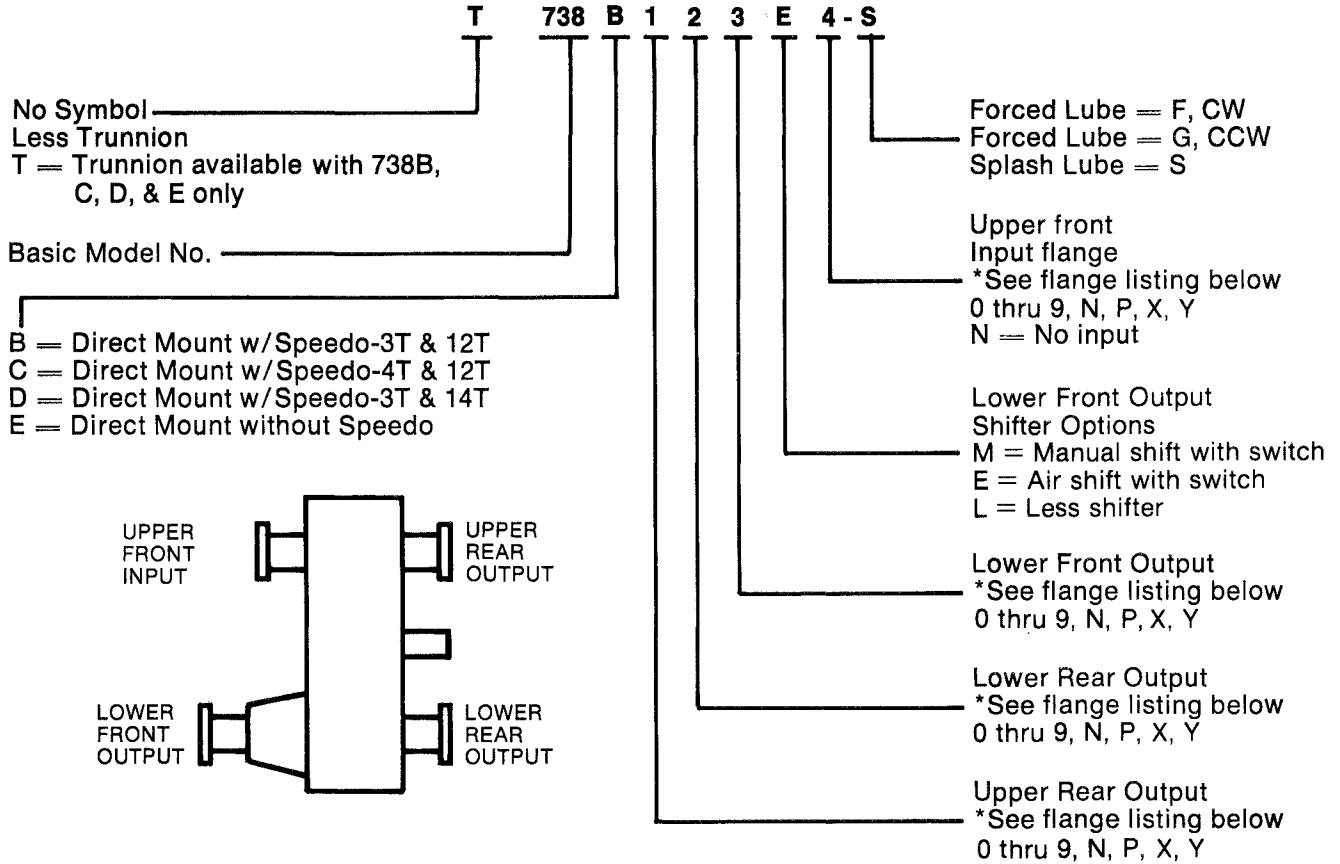 T 738 B 1 2 3 E 4 - S
No Symbol
Less Trunnion
T = Trunnion available with 738B,
C, D, & E only
Basic Model No.
B = Direct Mount w/Speedo-3T & 12T
C = Direct Mount w/Speedo-4T & 12T
D = Direct Mount w/Speedo-3T & 14T
E = Direct Mount without Speedo
UPPER
FRONT
INPUT
UPPER
REAR
OUTPUT
LOWER
FRONT
OUTPUT
LOWER
REAR
OUTPUT
Forced Lube = F, CW
Forced Lube = G, CCW
Splash Lube = S
Upper front
Input flange
*See flange listing below
0 thru 9, N, P, X, Y
N = No input
Lower Front Output
Shifter Options
M = Manual shift with switch
E = Air shift with switch
L = Less shifter
Lower Front Output
*See flange listing below
0 thru 9, N, P, X, Y
Lower Rear Output
*See flange listing below
0 thru 9, N, P, X, Y
Upper Rear Output
*See flange listing below
0 thru 9, N, P, X, Y